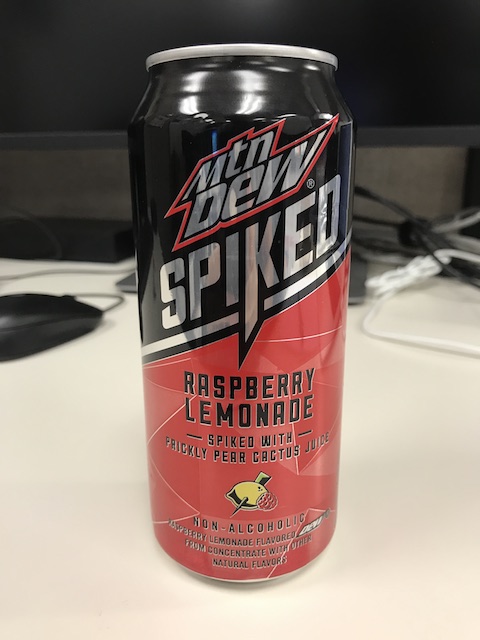 mtn
DEW®
SPIKED
RASPBERRY
LEMONADE
SPIKED WITH
PRICKLY PEAR CACTUS JUICE
NON-ALCOHOLIC
RASPBERRY LEMONADE FLAVORED DEW
FROM CONCENTRATE WITH OTHER
NATURAL FLAVORS